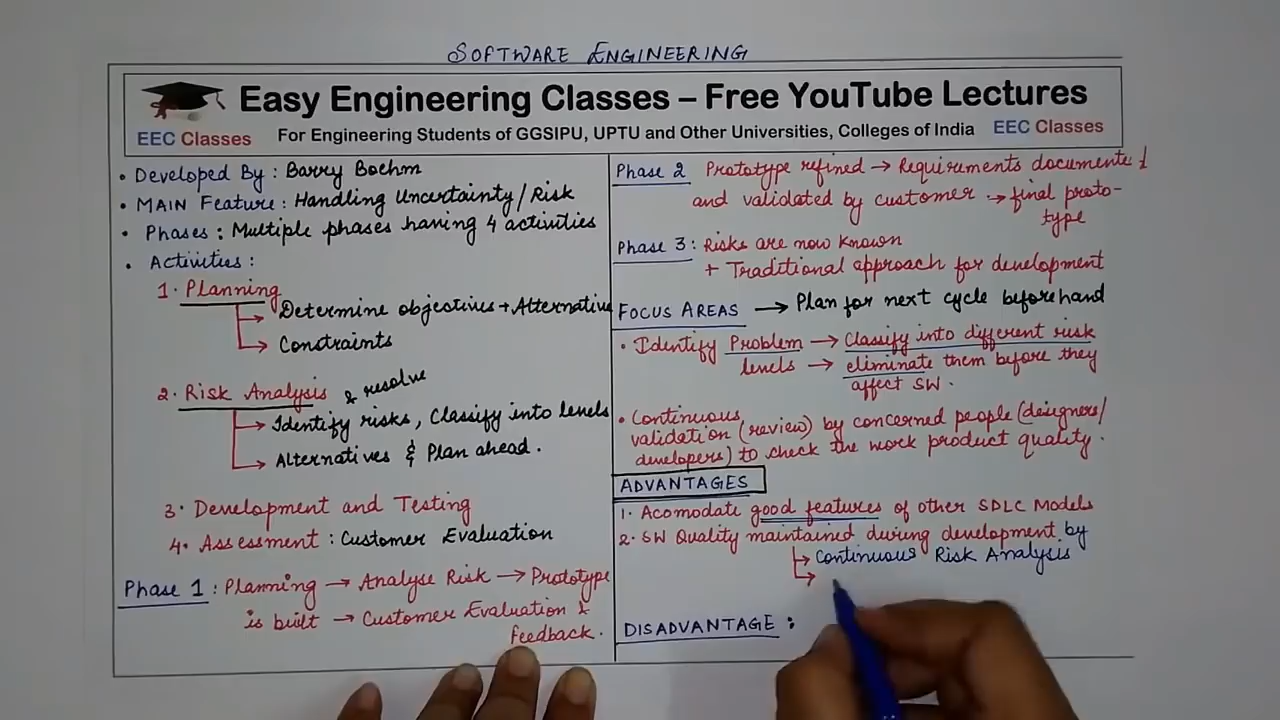 SOFTWARE ENGINEERING
Easy Engineering Classes – Free YouTube Lectures
EEC Classes
For Engineering Students of GGSIPU, UPTU and Other Universities, Colleges of India
EEC Classes
• Developed By : Barry Boehm
• MAIN Feature : Handling Uncertainty/Risk
• Phases : Multiple phases having 4 activities
• Activities :
1. Planning
→ Determine objectives + Alternative
→ Constraints
2. Risk Analysis & resolve
→ Identify risks, Classify into levels
→ Alternatives & Plan ahead.
3. Development and Testing
4. Assessment : Customer Evaluation
Phase 1 : Planning → Analyse Risk → Prototype
is built → Customer Evaluation &
feedback.
Phase 2 Prototype refined → Requirements documented
and validated by customer → final proto-
type
Phase 3 : Risks are now known
+ Traditional approach for development
FOCUS AREAS → Plan for next cycle beforehand
• Identify Problem → Classify into different risk
levels → eliminate them before they
affect SW.
• Continuous
validation (review) by concerned people (designers/
developers) to check the work product quality.
ADVANTAGES
1. Acomodate good features of other SDLC Models
2. SW Quality maintained during development by
→ Continuous Risk Analysis
→
DISADVANTAGE :